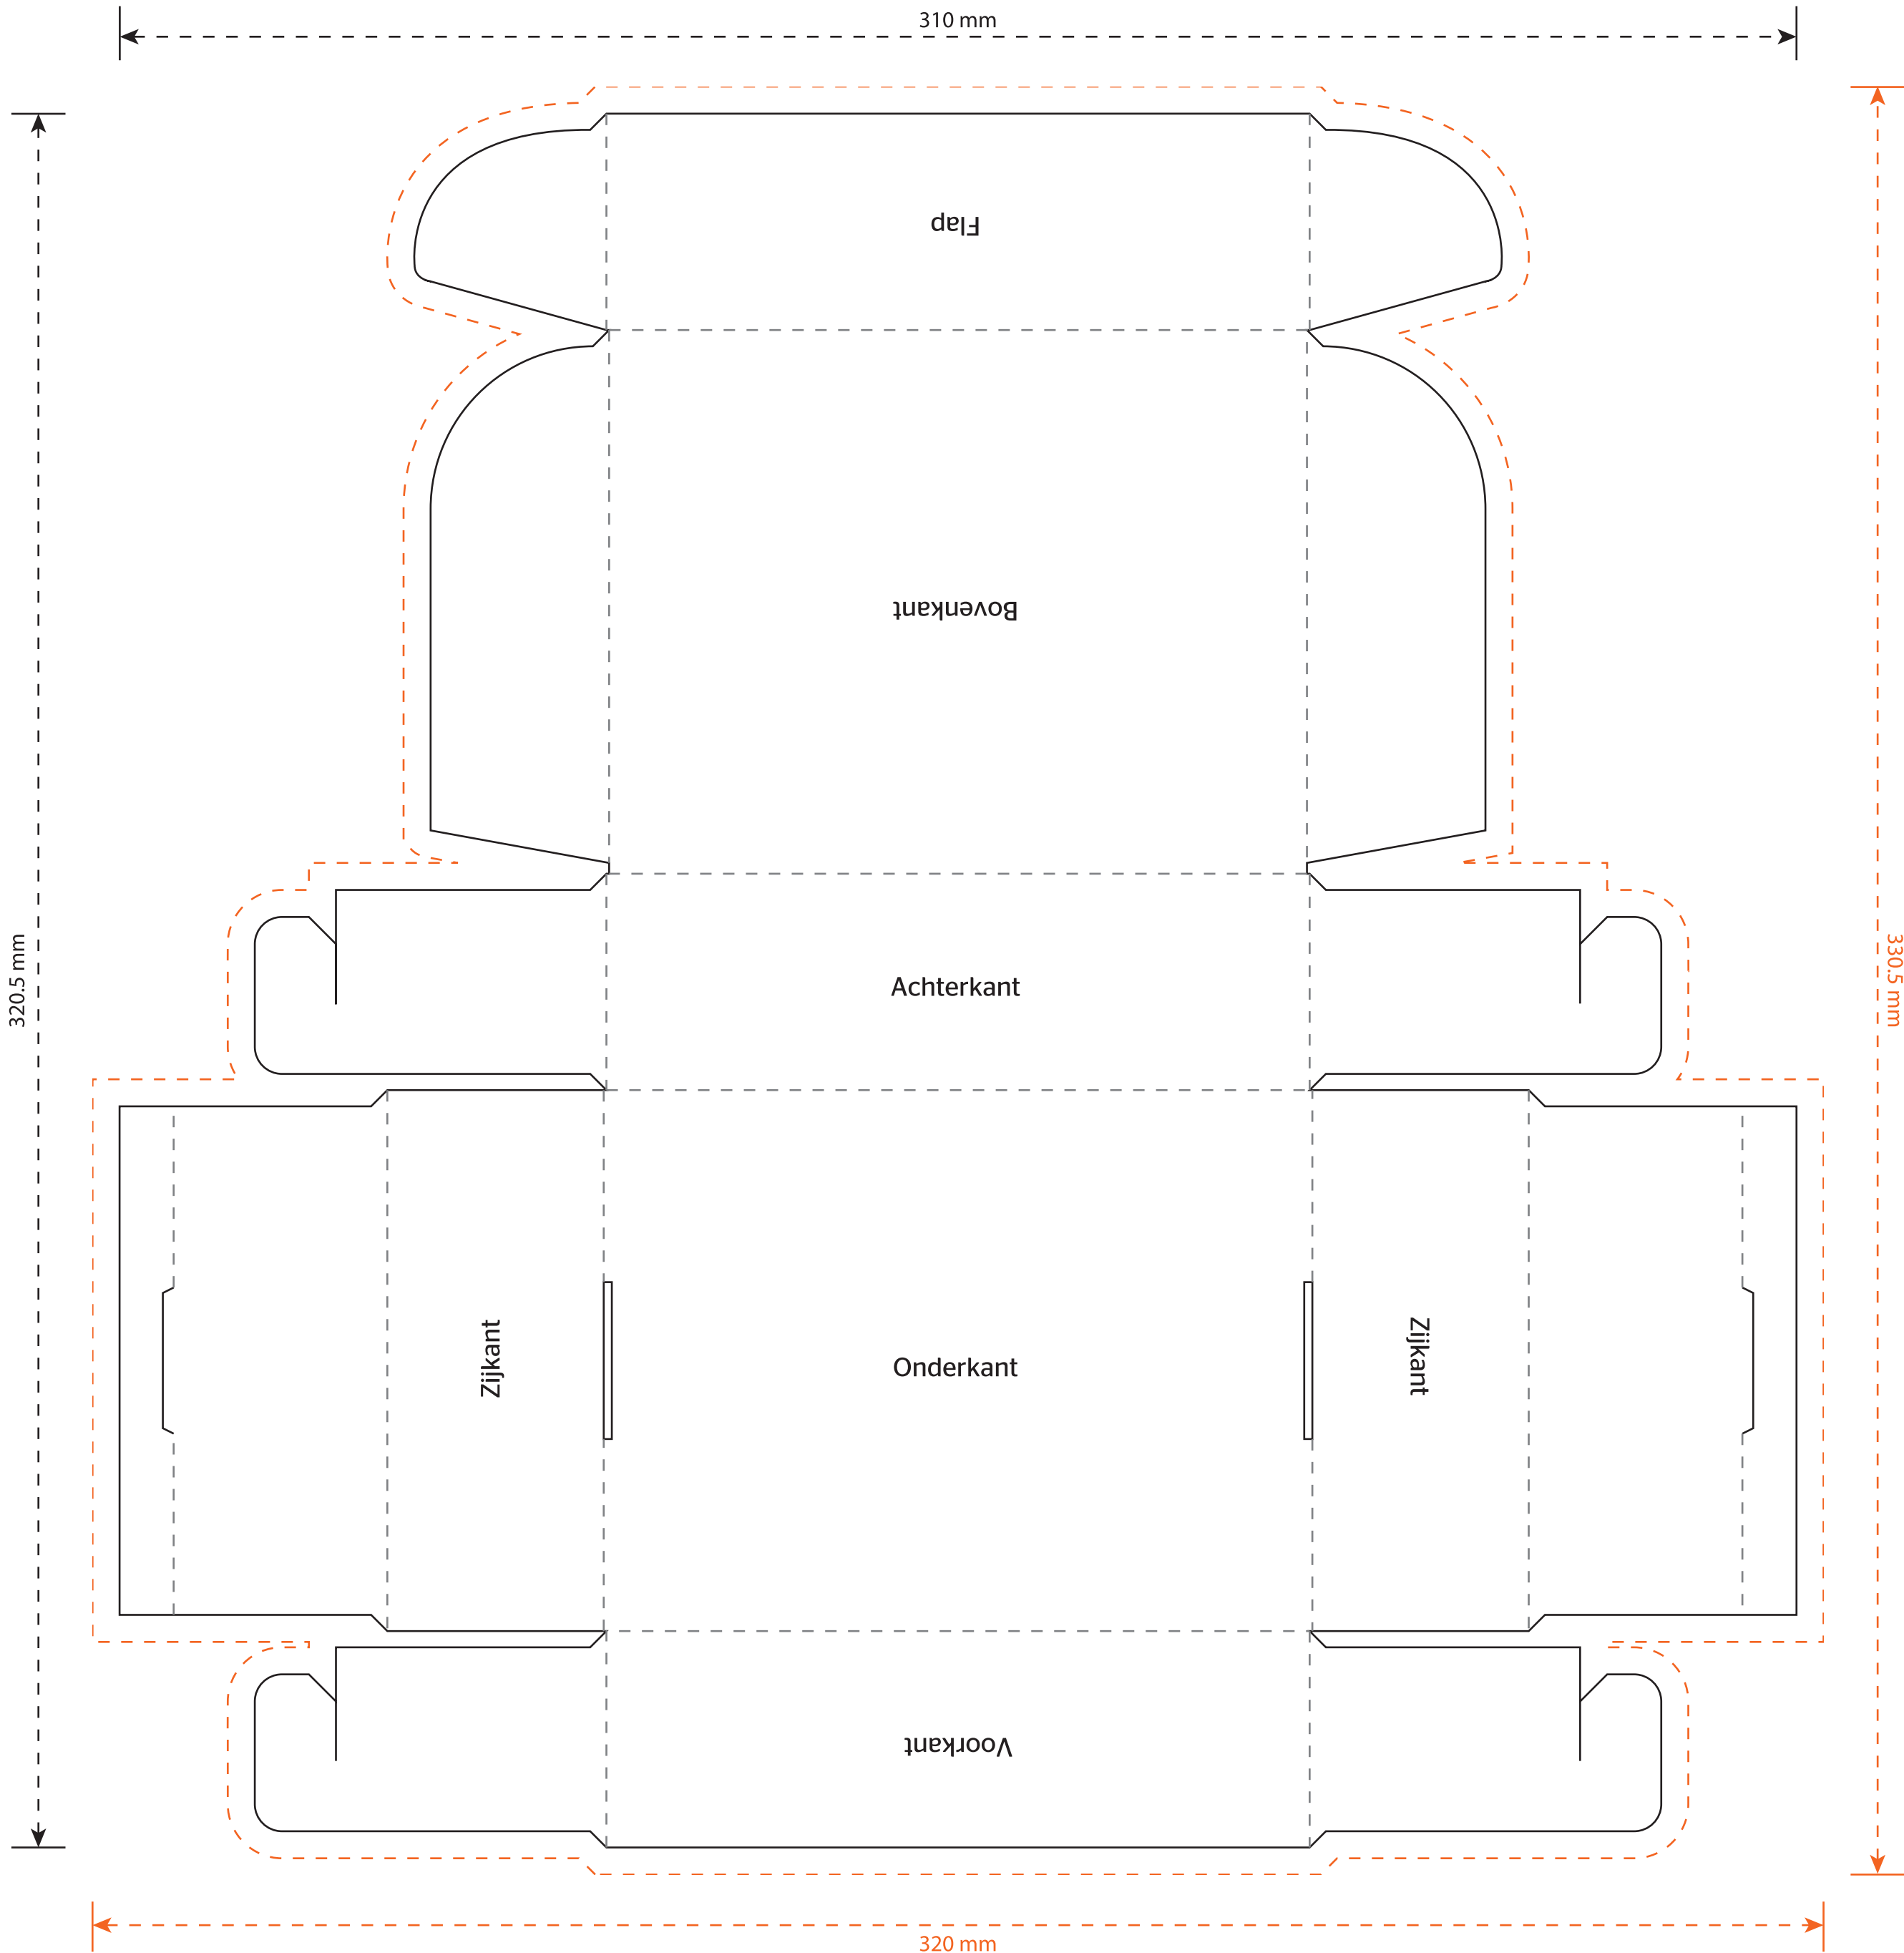 310 mm
Flap
Bovenkant
320.5 mm
330.5 mm
Achterkant
Zijkant
Onderkant
Zijkant
Voorkant
320 mm